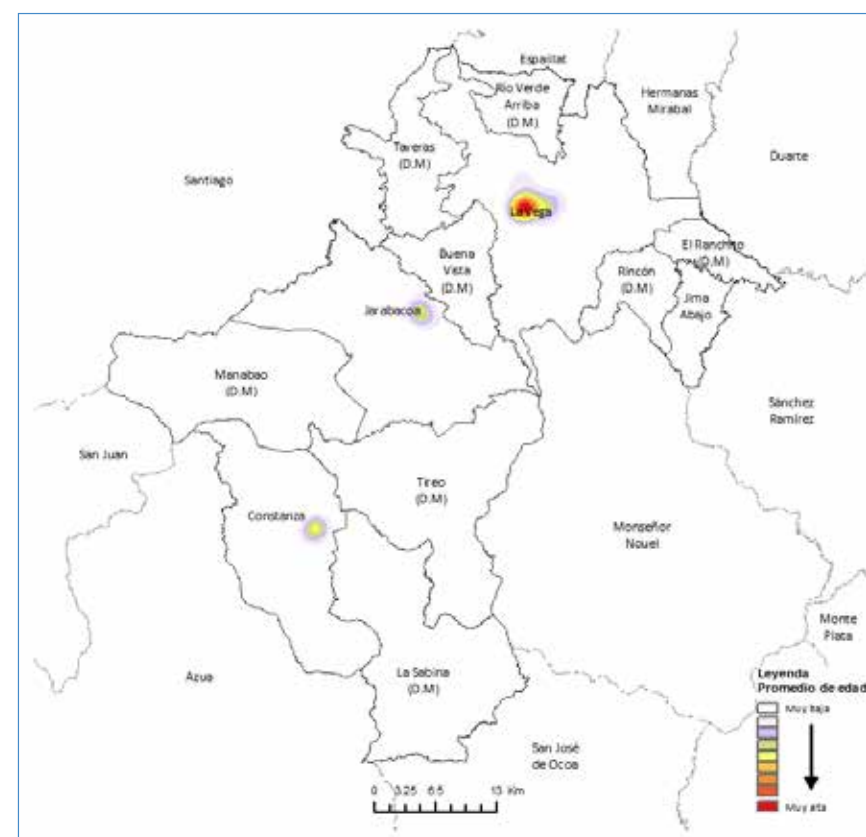 Espaillat
Río Verde
Arriba
(D.M)
Hermanas
Mirabal
Taveras
(D.M)
Duarte
Santiago
La Vega
El Ranchito
(D.M)
Buena
Vista
(D.M)
Rincón
(D.M)
Jima
Abajo
Jarabacoa
Manabao
(D.M)
Sánchez
Ramírez
San Juan
Tireo
(D.M)
Constanza
Monseñor
Nouel
Monte
Plata
Azua
La Sabina
(D.M)
Leyenda
Promedio de edad
Muy baja
Muy alta
San José
de Ocoa
0 3.25 6.5 13 Km